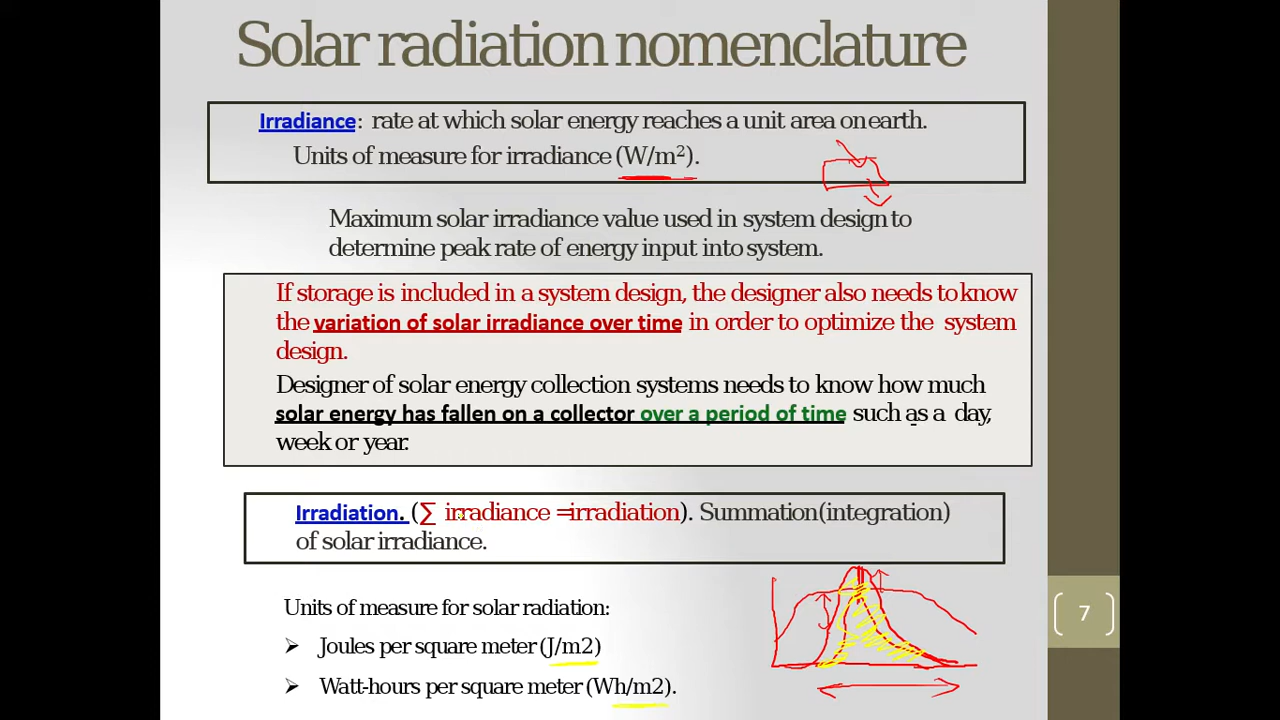 Solar radiation nomenclature
Irradiance: rate at which solar energy reaches a unit area on earth.
Units of measure for irradiance (W/m²).
Maximum solar irradiance value used in system design to
determine peak rate of energy input into system.
If storage is included in a system design, the designer also needs to know
the variation of solar irradiance over time in order to optimize the system
design.
Designer of solar energy collection systems needs to know how much
solar energy has fallen on a collector over a period of time such as a day,
week or year.
Irradiation. (∑ irradiance =irradiation). Summation(integration)
of solar irradiance.
Units of measure for solar radiation:
➢ Joules per square meter (J/m2)
➢ Watt-hours per square meter (Wh/m2).
7